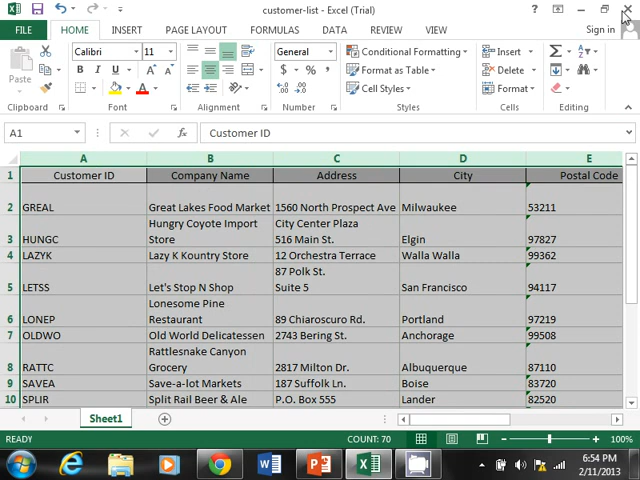 customer-list - Excel (Trial)
FILE HOME INSERT PAGE LAYOUT FORMULAS DATA REVIEW VIEW Sign in
Paste Calibri 11 General Conditional Formatting Insert
$ % , Format as Table Delete
Cell Styles Format
Clipboard Font Alignment Number Styles Cells Editing
A1 fx Customer ID
A B C D E
1 Customer ID Company Name Address City Postal Code
2 GREAL Great Lakes Food Market 1560 North Prospect Ave Milwaukee 53211
Hungry Coyote Import City Center Plaza
3 HUNGC Store 516 Main St. Elgin 97827
4 LAZYK Lazy K Kountry Store 12 Orchestra Terrace Walla Walla 99362
87 Polk St.
5 LETSS Let's Stop N Shop Suite 5 San Francisco 94117
Lonesome Pine
6 LONEP Restaurant 89 Chiaroscuro Rd. Portland 97219
7 OLDWO Old World Delicatessen 2743 Bering St. Anchorage 99508
Rattlesnake Canyon
8 RATTC Grocery 2817 Milton Dr. Albuquerque 87110
9 SAVEA Save-a-lot Markets 187 Suffolk Ln. Boise 83720
10 SPLIR Split Rail Beer & Ale P.O. Box 555 Lander 82520
Sheet1
READY COUNT: 70 100%
6:54 PM
2/11/2013